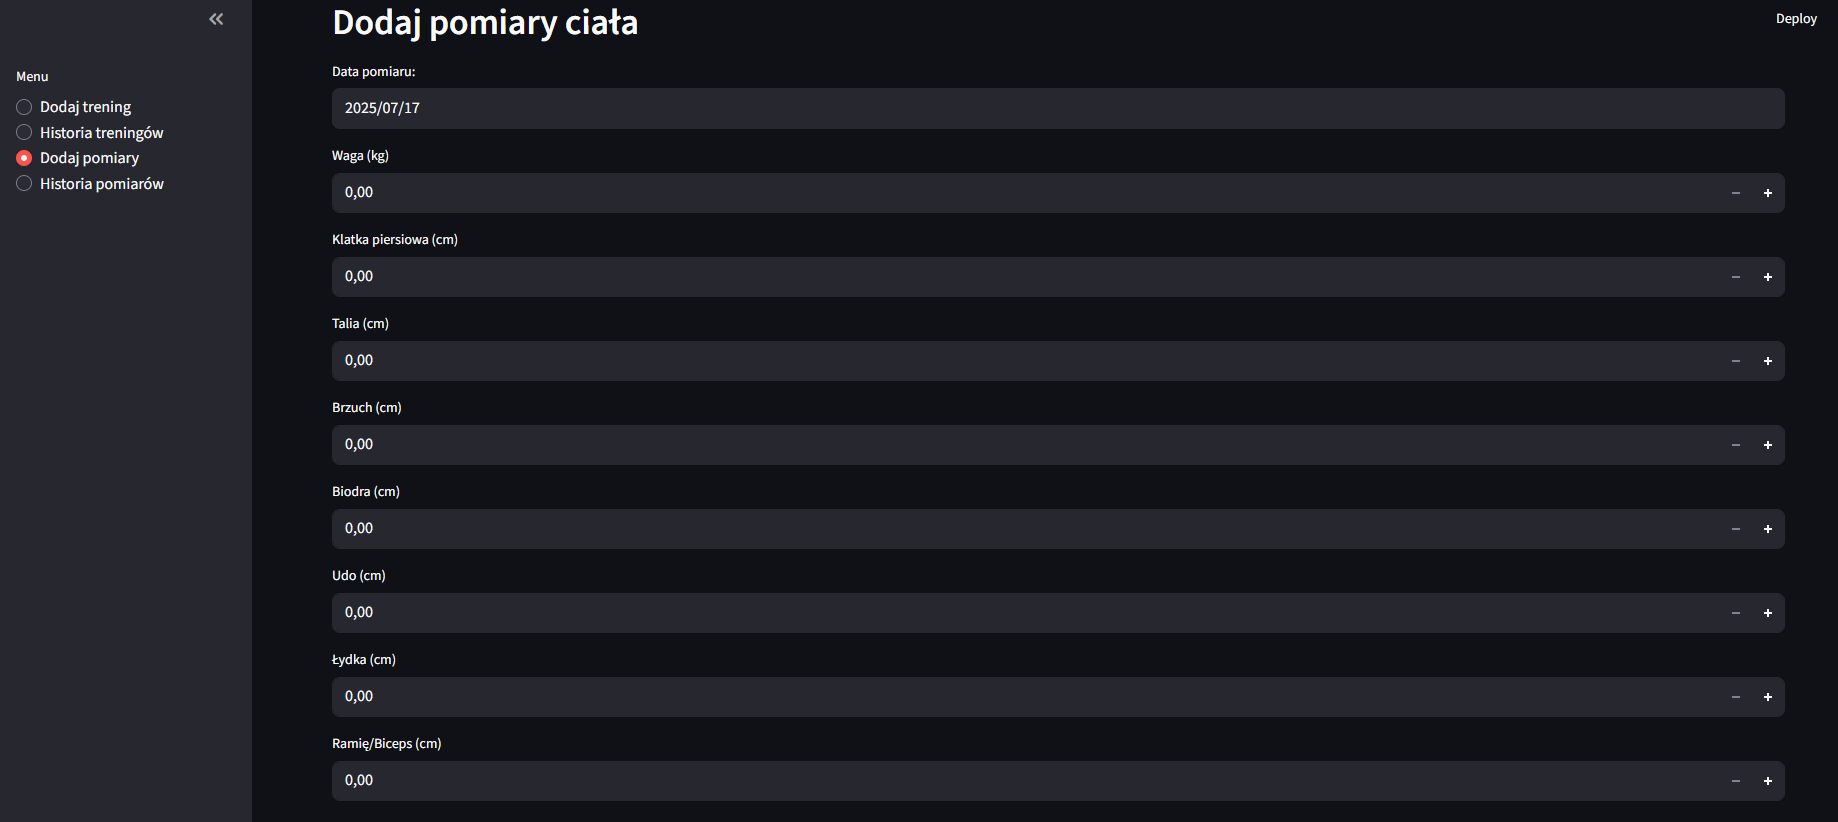 Menu
Dodaj trening
Historia treningów
Dodaj pomiary
Historia pomiarów
Deploy
Dodaj pomiary ciała
Data pomiaru:
2025/07/17
Waga (kg)
0,00
Klatka piersiowa (cm)
0,00
Talia (cm)
0,00
Brzuch (cm)
0,00
Biodra (cm)
0,00
Udo (cm)
0,00
Łydka (cm)
0,00
Ramię/Biceps (cm)
0,00